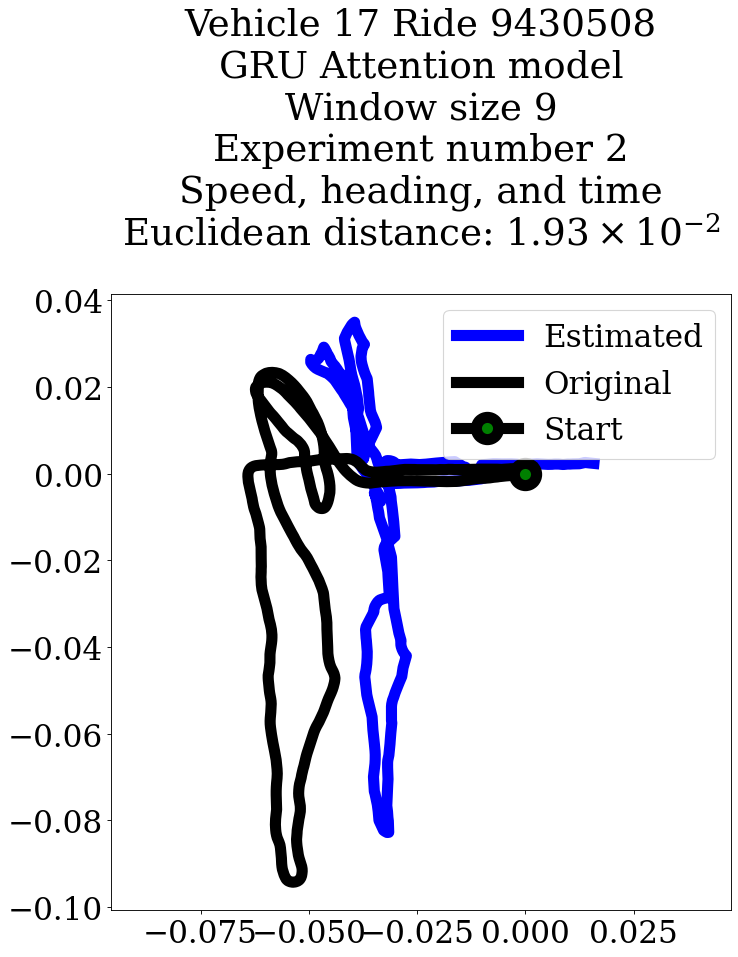 Vehicle 17 Ride 9430508
GRU Attention model
Window size 9
Experiment number 2
Speed, heading, and time
Euclidean distance: 1.93 × 10⁻²
Estimated
Original
Start
0.04
0.02
0.00
−0.02
−0.04
−0.06
−0.08
−0.10
−0.075 −0.050 −0.025 0.000 0.025